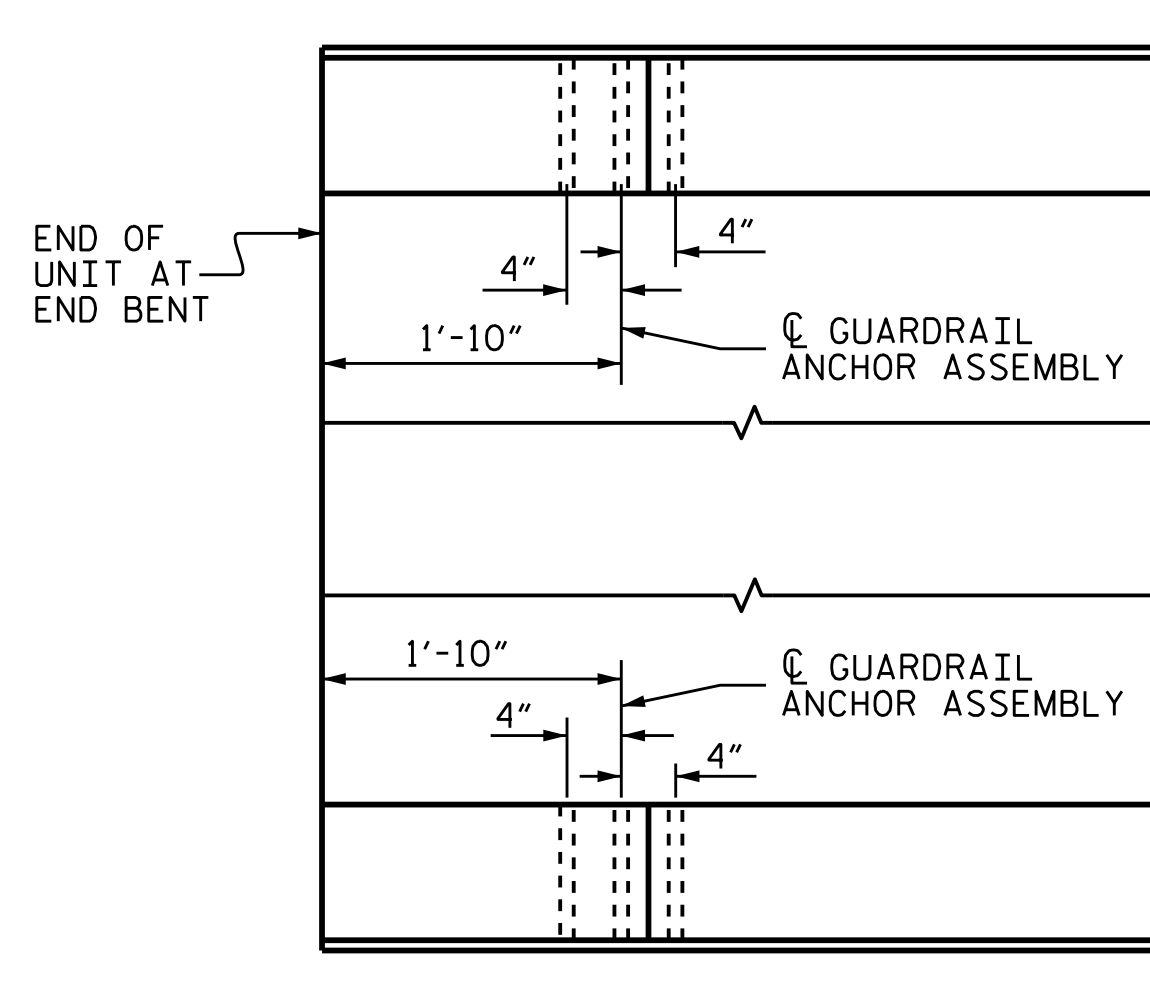 END OF
UNIT AT
END BENT
4"
4"
1'-10"
℄ GUARDRAIL
ANCHOR ASSEMBLY
1'-10"
℄ GUARDRAIL
ANCHOR ASSEMBLY
4"
4"